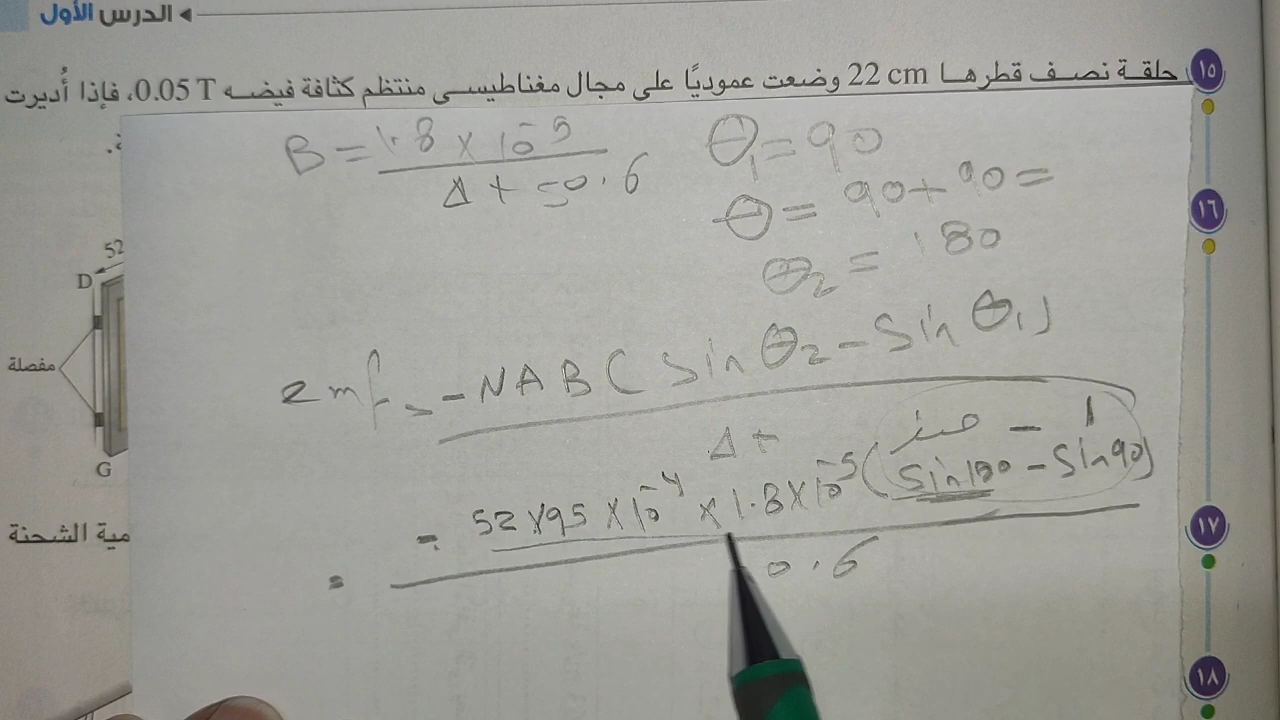 ◂ الدرس الأول
١٥ حلقة نصف قطرها 22 cm وضعت عموديًا على مجال مغناطيسى منتظم كثافة فيضه 0.05 T، فإذا أُديرت
B = 1.8 × 10^-5
Δt = 0.6
θ1 = 90
θ = 90 + 90 =
θ2 = 180
١٦
52
D
مفصلة
G
emf = -NAB (sin θ2 - sin θ1)
Δt
صفر - 1
= - 52 × 95 × 10^-4 × 1.8 × 10^-5 (sin 180 - sin 90)
0.6
=
١٧
مية الشحنة
١٨